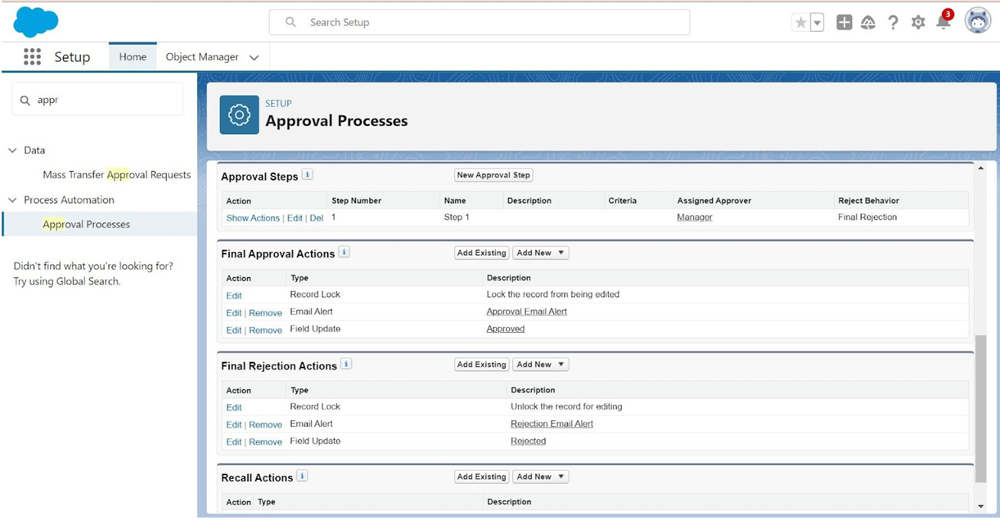 Search Setup
3
Setup
Home
Object Manager
appr
Data
Mass Transfer Approval Requests
Process Automation
Approval Processes
Didn't find what you're looking for?
Try using Global Search.
SETUP
Approval Processes
Approval Steps i New Approval Step
Action Step Number Name Description Criteria Assigned Approver Reject Behavior
Show Actions | Edit | Del 1 Step 1 Manager Final Rejection
Final Approval Actions i Add Existing Add New
Action Type Description
Edit Record Lock Lock the record from being edited
Edit | Remove Email Alert Approval Email Alert
Edit | Remove Field Update Approved
Final Rejection Actions i Add Existing Add New
Action Type Description
Edit Record Lock Unlock the record for editing
Edit | Remove Email Alert Rejection Email Alert
Edit | Remove Field Update Rejected
Recall Actions i Add Existing Add New
Action Type Description